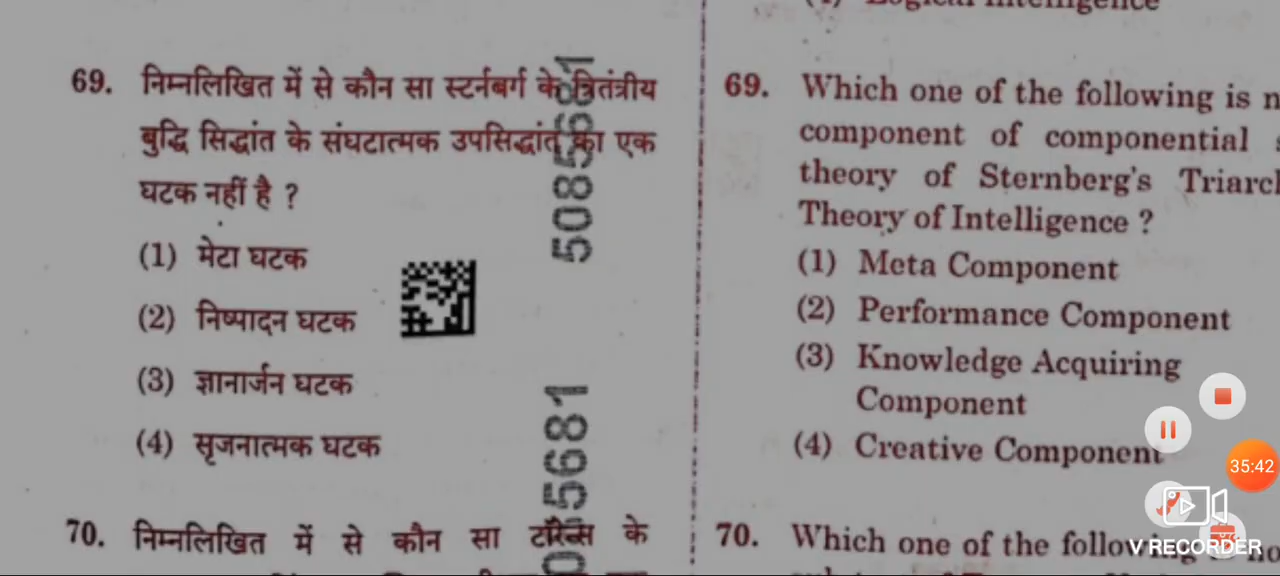 69. निम्नलिखित में से कौन सा स्टर्नबर्ग के त्रितंत्रीय
बुद्धि सिद्धांत के संघटात्मक उपसिद्धांत का एक
घटक नहीं है ?
(1) मेटा घटक
(2) निष्पादन घटक
(3) ज्ञानार्जन घटक
(4) सृजनात्मक घटक
70. निम्नलिखित में से कौन सा टॉरेन्स के
5085681
5681
69. Which one of the following is n
component of componential
theory of Sternberg's Triarch
Theory of Intelligence ?
(1) Meta Component
(2) Performance Component
(3) Knowledge Acquiring
Component
(4) Creative Component
70. Which one of the following
35:42
V RECORDER